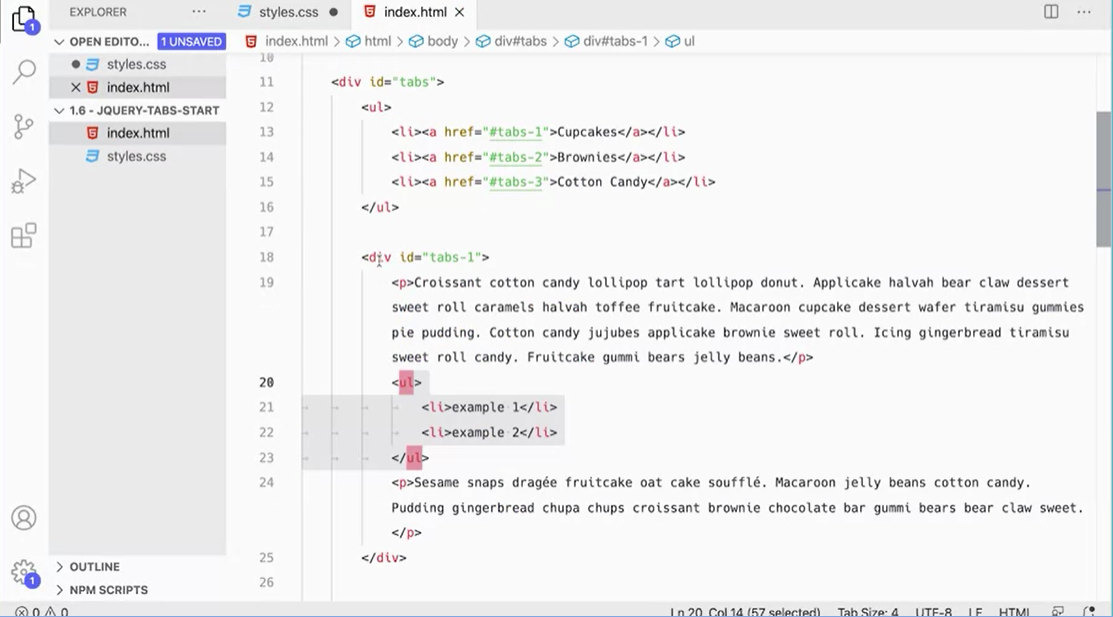 EXPLORER ··· styles.css ● index.html ×
OPEN EDITO... 1 UNSAVED index.html > html > body > div#tabs > div#tabs-1 > ul
● styles.css
× index.html
1.6 - JQUERY-TABS-START
index.html
styles.css
OUTLINE
NPM SCRIPTS
1
1
10
11 <div id="tabs">
12 <ul>
13 <li><a href="#tabs-1">Cupcakes</a></li>
14 <li><a href="#tabs-2">Brownies</a></li>
15 <li><a href="#tabs-3">Cotton Candy</a></li>
16 </ul>
17
18 <div id="tabs-1">
19 <p>Croissant cotton candy lollipop tart lollipop donut. Applicake halvah bear claw dessert
sweet roll caramels halvah toffee fruitcake. Macaroon cupcake dessert wafer tiramisu gummies
pie pudding. Cotton candy jujubes applicake brownie sweet roll. Icing gingerbread tiramisu
sweet roll candy. Fruitcake gummi bears jelly beans.</p>
20 <ul>
21 <li>example 1</li>
22 <li>example 2</li>
23 </ul>
24 <p>Sesame snaps dragée fruitcake oat cake soufflé. Macaroon jelly beans cotton candy.
Pudding gingerbread chupa chups croissant brownie chocolate bar gummi bears bear claw sweet.
</p>
25 </div>
26
0 0 Ln 20, Col 14 (57 selected) Tab Size: 4 UTF-8 LF HTML